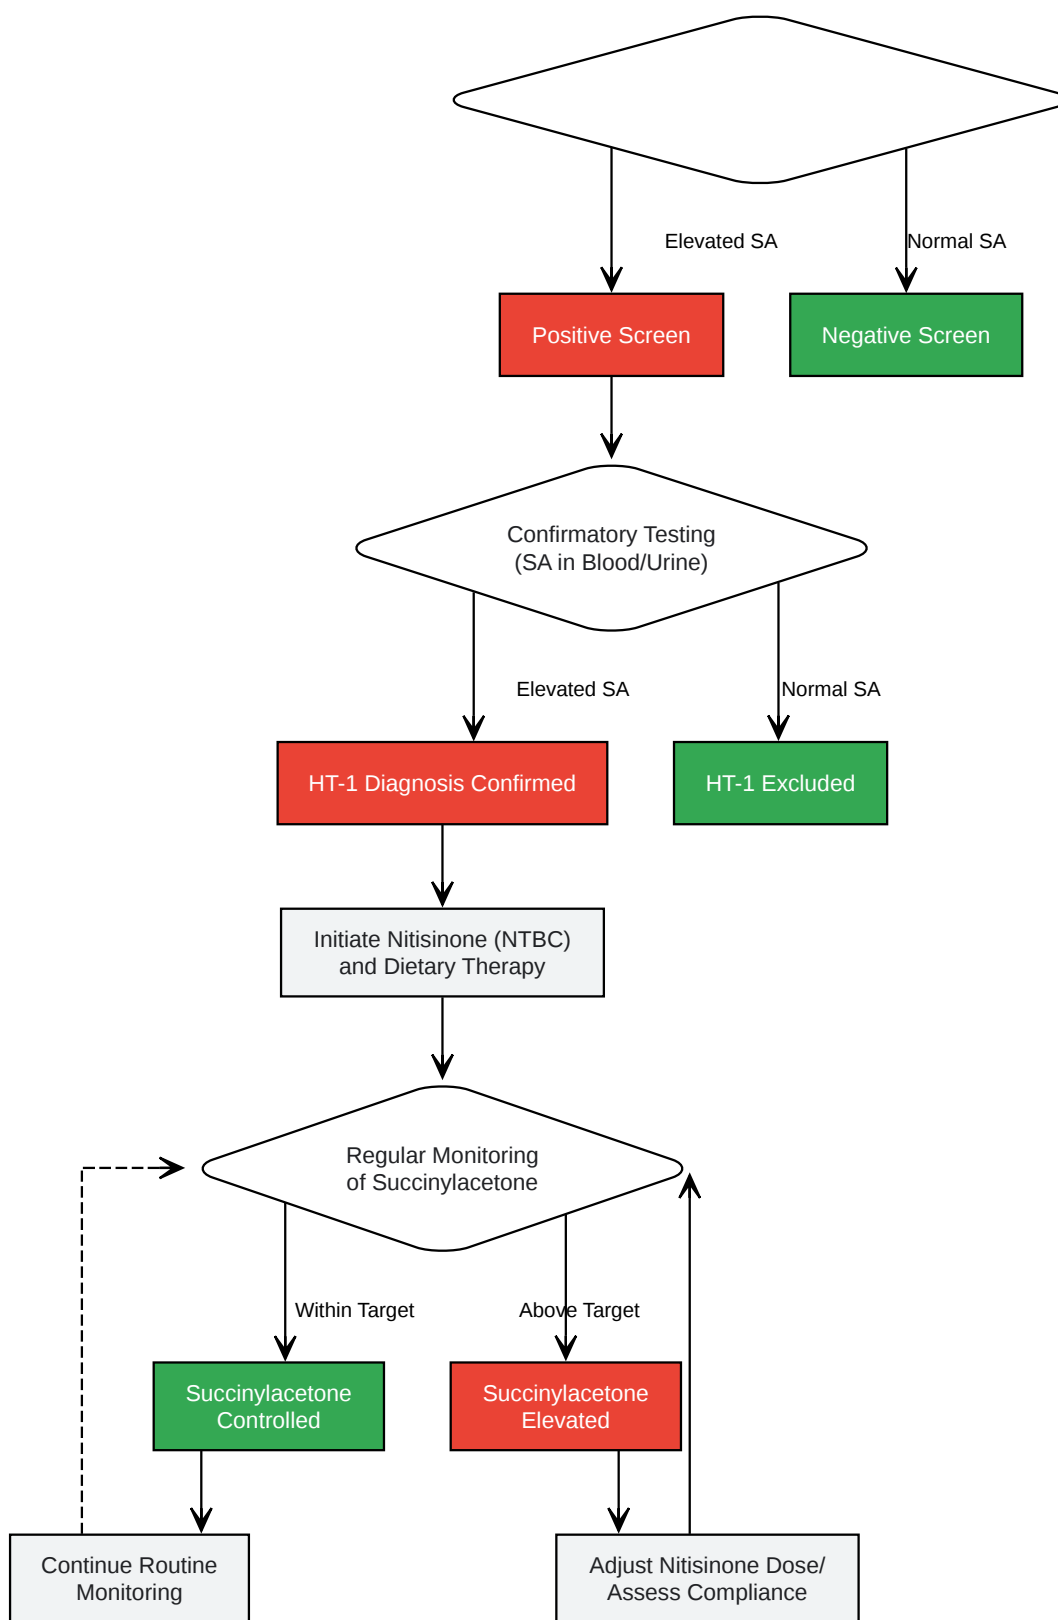 Elevated SA
Normal SA
Positive Screen
Negative Screen
Confirmatory Testing
(SA in Blood/Urine)
Elevated SA
Normal SA
HT-1 Diagnosis Confirmed
HT-1 Excluded
Initiate Nitisinone (NTBC)
and Dietary Therapy
Regular Monitoring
of Succinylacetone
Within Target
Above Target
Succinylacetone
Controlled
Succinylacetone
Elevated
Continue Routine
Monitoring
Adjust Nitisinone Dose/
Assess Compliance